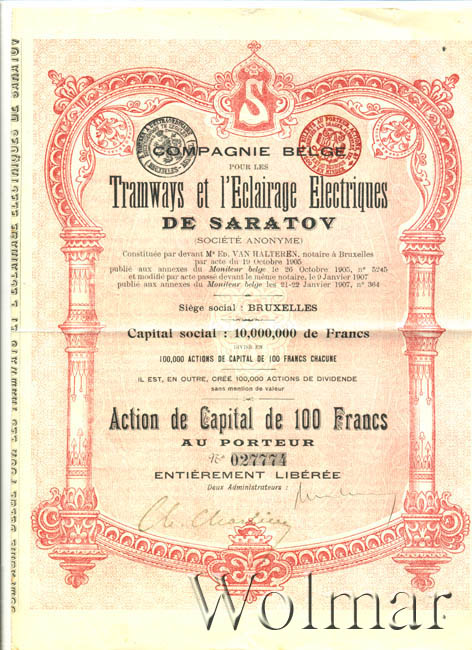 S
COMPAGNIE BELGE
POUR LES
Tramways et l'Eclairage Electriques
DE SARATOV
(SOCIÉTÉ ANONYME)
Constituée par devant Me ED. VAN HALTEREN, notaire à Bruxelles
par acte du 19 Octobre 1905
publié aux annexes du Moniteur belge le 26 Octobre 1905, no 5245
et modifié par acte passé devant le même notaire, le 9 Janvier 1907
publié aux annexes du Moniteur belge les 21-22 Janvier 1907, no 364
Siège social : BRUXELLES
Capital social : 10,000,000 de Francs
DIVISÉ EN
100,000 ACTIONS DE CAPITAL DE 100 FRANCS CHACUNE
IL EST, EN OUTRE, CRÉÉ 100,000 ACTIONS DE DIVIDENDE
sans mention de valeur
Action de Capital de 100 Francs
AU PORTEUR
No 027774
ENTIÈREMENT LIBÉRÉE
Deux Administrateurs :
Wolmar